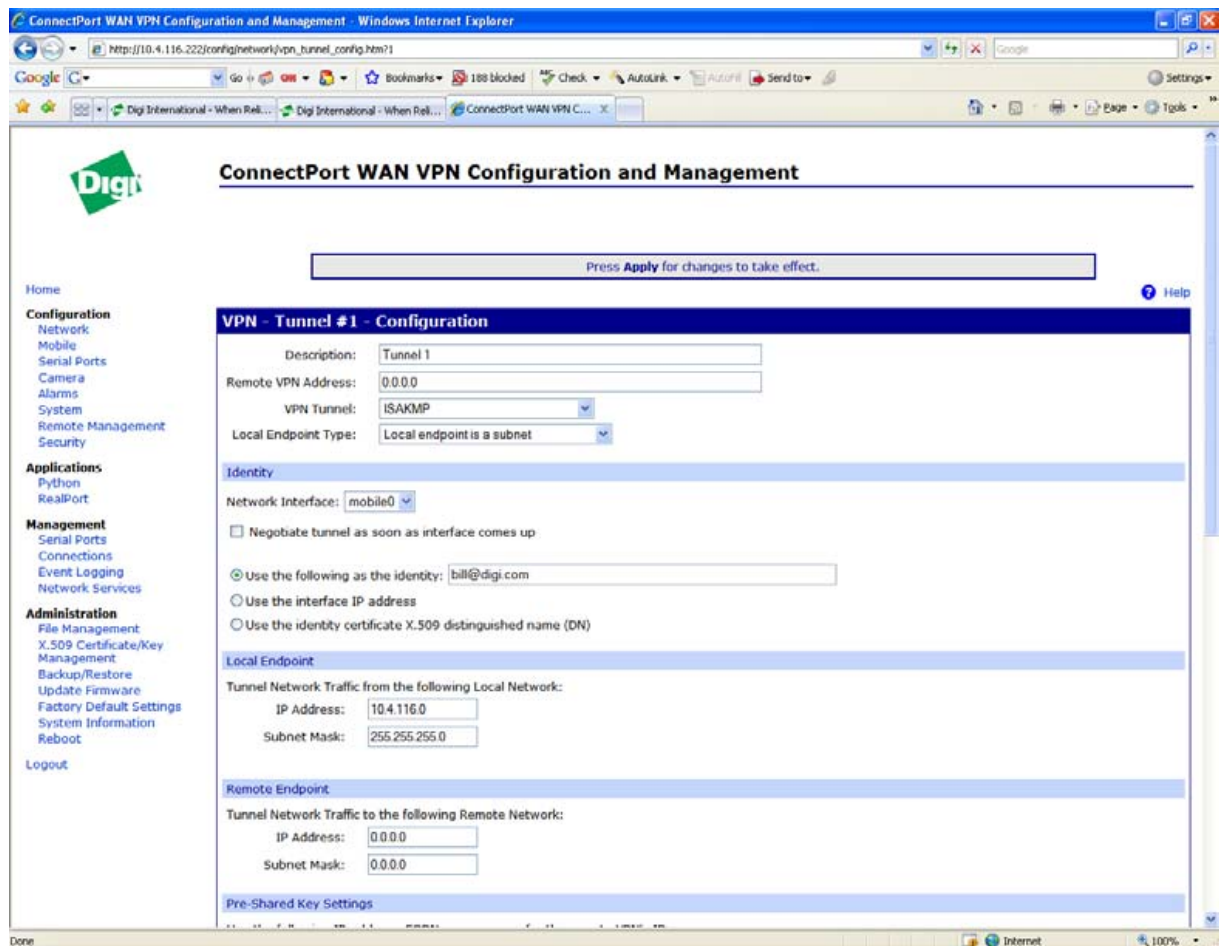 ConnectPort WAN VPN Configuration and Management - Windows Internet Explorer
http://10.4.116.222/config/network/vpn_tunnel_config.htm?1
Google
Google G Go Bookmarks 188 blocked Check AutoLink AutoFill Send to Settings
Digi International - When Reli... Digi International - When Reli... ConnectPort WAN VPN C... X Page Tools
Digi
ConnectPort WAN VPN Configuration and Management
Press Apply for changes to take effect.
Help
Home
Configuration
Network
Mobile
Serial Ports
Camera
Alarms
System
Remote Management
Security
Applications
Python
RealPort
Management
Serial Ports
Connections
Event Logging
Network Services
Administration
File Management
X.509 Certificate/Key
Management
Backup/Restore
Update Firmware
Factory Default Settings
System Information
Reboot
Logout
VPN - Tunnel #1 - Configuration
Description: Tunnel 1
Remote VPN Address: 0.0.0.0
VPN Tunnel: ISAKMP
Local Endpoint Type: Local endpoint is a subnet
Identity
Network Interface: mobile0
Negotiate tunnel as soon as interface comes up
Use the following as the identity: bill@digi.com
Use the interface IP address
Use the identity certificate X.509 distinguished name (DN)
Local Endpoint
Tunnel Network Traffic from the following Local Network:
IP Address: 10.4.116.0
Subnet Mask: 255.255.255.0
Remote Endpoint
Tunnel Network Traffic to the following Remote Network:
IP Address: 0.0.0.0
Subnet Mask: 0.0.0.0
Pre-Shared Key Settings
Done
Internet
100%